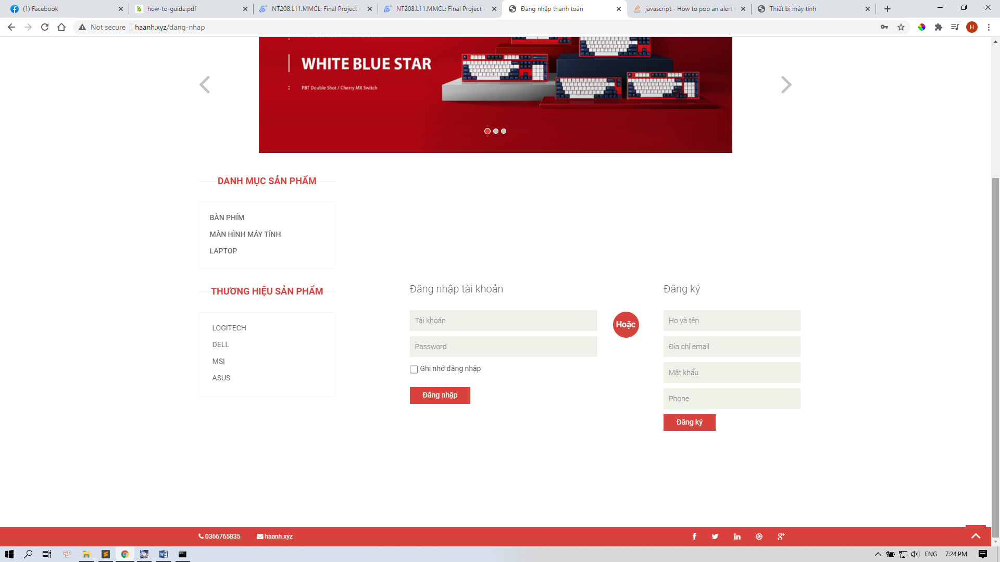 (1) Facebook
how-to-guide.pdf
NT208.L11.MMCL: Final Project -
NT208.L11.MMCL: Final Project -
Đăng nhập thanh toán
javascript - How to pop an alert
Thiết bị máy tính
Not secure
haanh.xyz/dang-nhap
H
WHITE BLUE STAR
: PBT Double Shot / Cherry MX Switch
DANH MỤC SẢN PHẨM
BÀN PHÍM
MÀN HÌNH MÁY TÍNH
LAPTOP
THƯƠNG HIỆU SẢN PHẨM
LOGITECH
DELL
MSI
ASUS
Đăng nhập tài khoản
Tài khoản
Password
Ghi nhớ đăng nhập
Đăng nhập
Hoặc
Đăng ký
Họ và tên
Địa chỉ email
Mật khẩu
Phone
Đăng ký
0366765835
haanh.xyz
ENG
7:24 PM